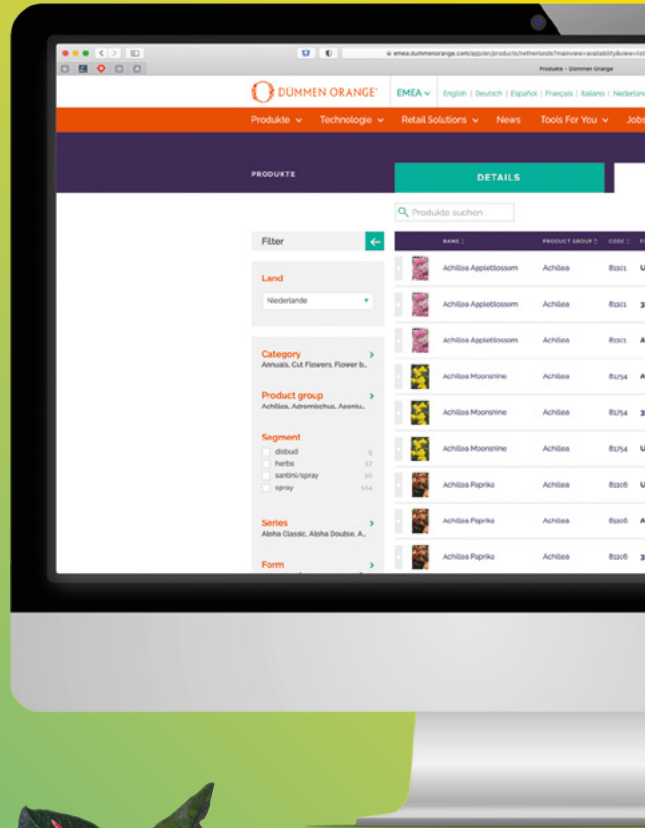 emea.dummenorange.com/app/en/products/netherlands?mainview=availability&view=list
Produkte - Dümmen Orange
DÜMMEN ORANGE
EMEA English | Deutsch | Español | Français | Italiano | Nederlan
Produkte Technologie Retail Solutions News Tools For You Jobs
PRODUKTE
DETAILS
Produkte suchen
Filter
NAME PRODUCT GROUP CODE
Land
Niederlande
Category
Annuals, Cut Flowers, Flower b..
Product group
Achillea, Adromischus, Aeoniu..
Segment
disbud 5
herbs 17
santini/spray 10
spray 104
Series
Aloha Classic, Aloha Double, A..
Form
Achillea Appleblossom Achillea 81101 U
Achillea Appleblossom Achillea 81101 3
Achillea Appleblossom Achillea 81101 A
Achillea Moonshine Achillea 81754 A
Achillea Moonshine Achillea 81754 3
Achillea Moonshine Achillea 81754 U
Achillea Paprika Achillea 81106 U
Achillea Paprika Achillea 81106 A
Achillea Paprika Achillea 81106 3